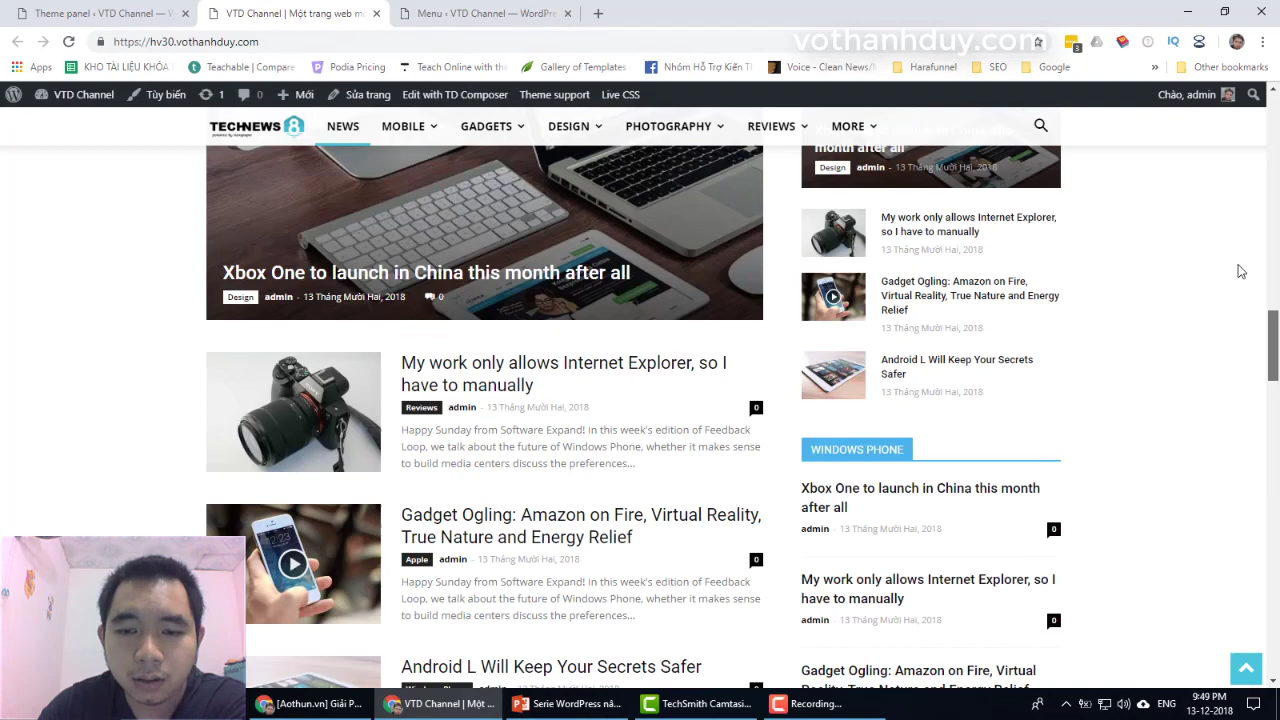 Theme panel ‹ VTD Channel — W
VTD Channel | Một web mới
Menu ‹ VTD Channel — WordPres
vothanhduy.com
https://hv30.vothanhduy.com
Apps
KHO TÀI LIỆU KHÓA
Teachable | Compare
Podia Pricing
Teach Online with the
Gallery of Templates
Nhóm Hỗ Trợ Kiến T
Voice - Clean News/M
Harafunnel
SEO
Google
»
Other bookmarks
VTD Channel
Tùy biến
1
0
Mới
Sửa trang
Edit with TD Composer
Theme support
Live CSS
Chào, admin
TECHNEWS 8
NEWS
MOBILE
GADGETS
DESIGN
PHOTOGRAPHY
REVIEWS
MORE
month after all
Design admin - 13 Tháng Mười Hai, 2018
Xbox One to launch in China this month after all
Design admin - 13 Tháng Mười Hai, 2018 0
My work only allows Internet Explorer, so I
have to manually
Reviews admin - 13 Tháng Mười Hai, 2018 0
Happy Sunday from Software Expand! In this week's edition of Feedback
Loop, we talk about the future of Windows Phone, whether it makes sense
to build media centers discuss the preferences...
Gadget Ogling: Amazon on Fire, Virtual Reality,
True Nature and Energy Relief
Apple admin - 13 Tháng Mười Hai, 2018 0
Happy Sunday from Software Expand! In this week's edition of Feedback
Loop, we talk about the future of Windows Phone, whether it makes sense
to build media centers discuss the preferences...
Android L Will Keep Your Secrets Safer
My work only allows Internet Explorer,
so I have to manually
13 Tháng Mười Hai, 2018
Gadget Ogling: Amazon on Fire,
Virtual Reality, True Nature and Energy
Relief
13 Tháng Mười Hai, 2018
Android L Will Keep Your Secrets
Safer
13 Tháng Mười Hai, 2018
WINDOWS PHONE
Xbox One to launch in China this month
after all
admin - 13 Tháng Mười Hai, 2018 0
My work only allows Internet Explorer, so I
have to manually
admin - 13 Tháng Mười Hai, 2018 0
Gadget Ogling: Amazon on Fire, Virtual
[Aothun.vn] Giải P...
VTD Channel | Một ...
Serie WordPress nâ...
TechSmith Camtasi...
Recording...
ENG
9:49 PM
13-12-2018